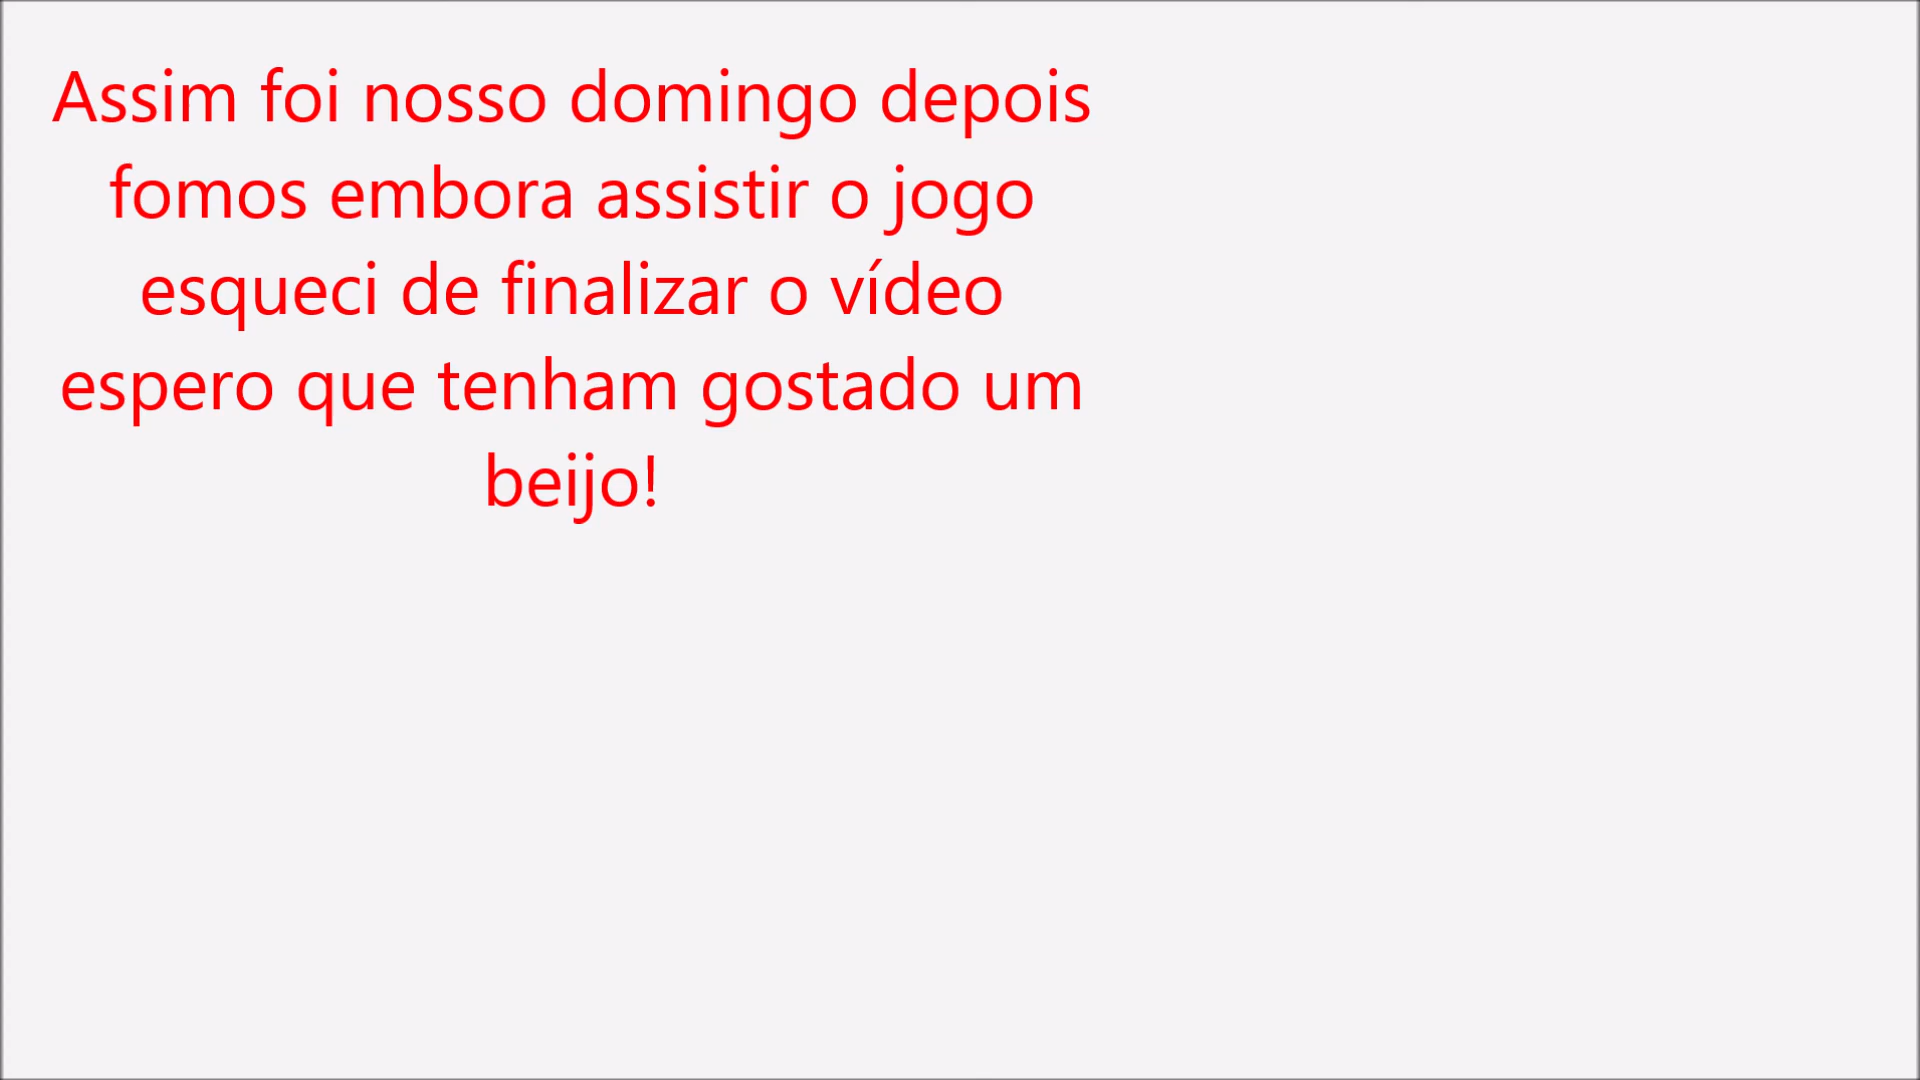 Assim foi nosso domingo depois
fomos embora assistir o jogo
esqueci de finalizar o vídeo
espero que tenham gostado um
beijo!